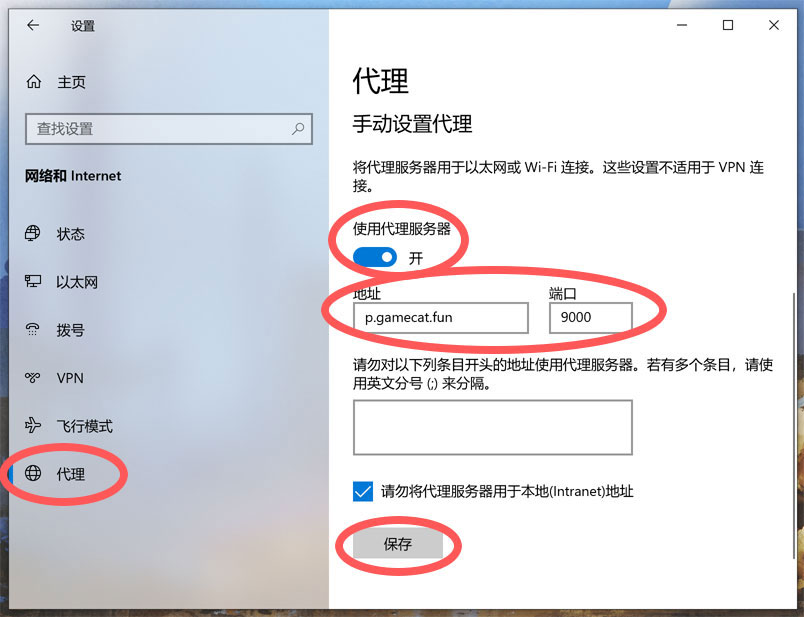 设置
主页
查找设置
网络和 Internet
状态
以太网
拨号
VPN
飞行模式
代理
代理
手动设置代理
将代理服务器用于以太网或 Wi-Fi 连接。这些设置不适用于 VPN 连
接。
使用代理服务器
开
地址 端口
p.gamecat.fun 9000
请勿对以下列条目开头的地址使用代理服务器。若有多个条目，请使
用英文分号 (;) 来分隔。
请勿将代理服务器用于本地(Intranet)地址
保存